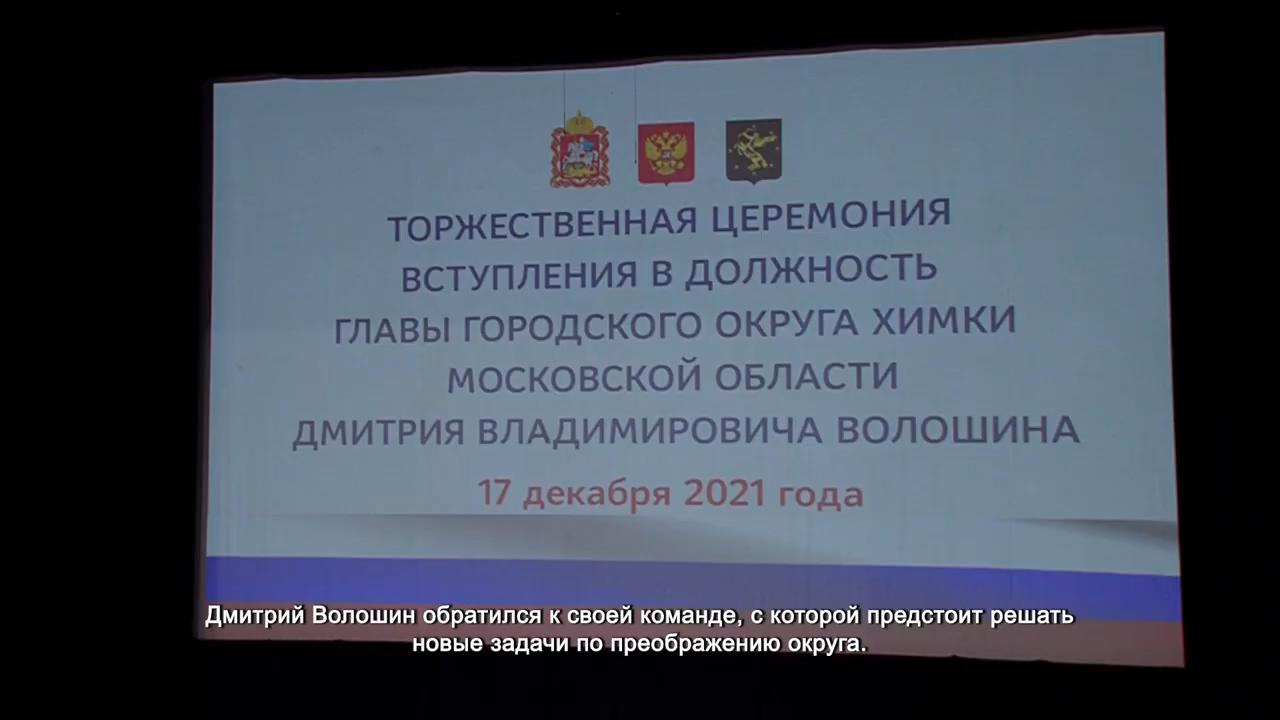 ТОРЖЕСТВЕННАЯ ЦЕРЕМОНИЯ
ВСТУПЛЕНИЯ В ДОЛЖНОСТЬ
ГЛАВЫ ГОРОДСКОГО ОКРУГА ХИМКИ
МОСКОВСКОЙ ОБЛАСТИ
ДМИТРИЯ ВЛАДИМИРОВИЧА ВОЛОШИНА
17 декабря 2021 года
Дмитрий Волошин обратился к своей команде, с которой предстоит решать
новые задачи по преображению округа.